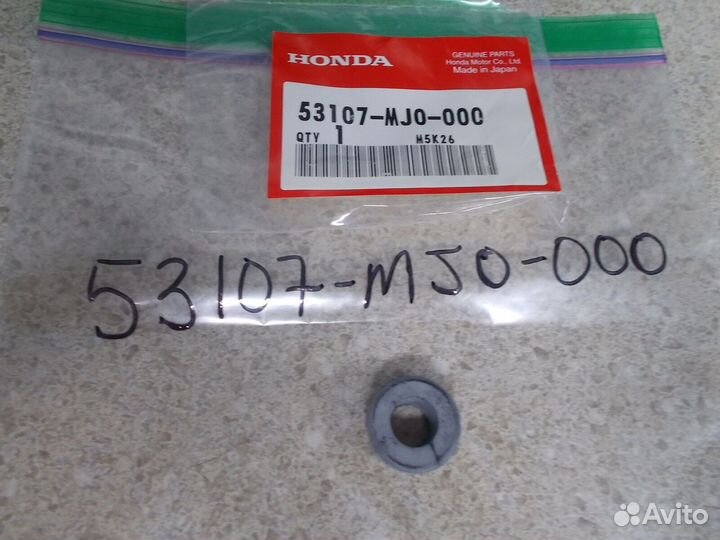 HONDA
GENUINE PARTS
Honda Motor Co., Ltd.
Made in Japan
53107-MJ0-000
QTY 1 M5K26
53107-MJ0-000
Avito